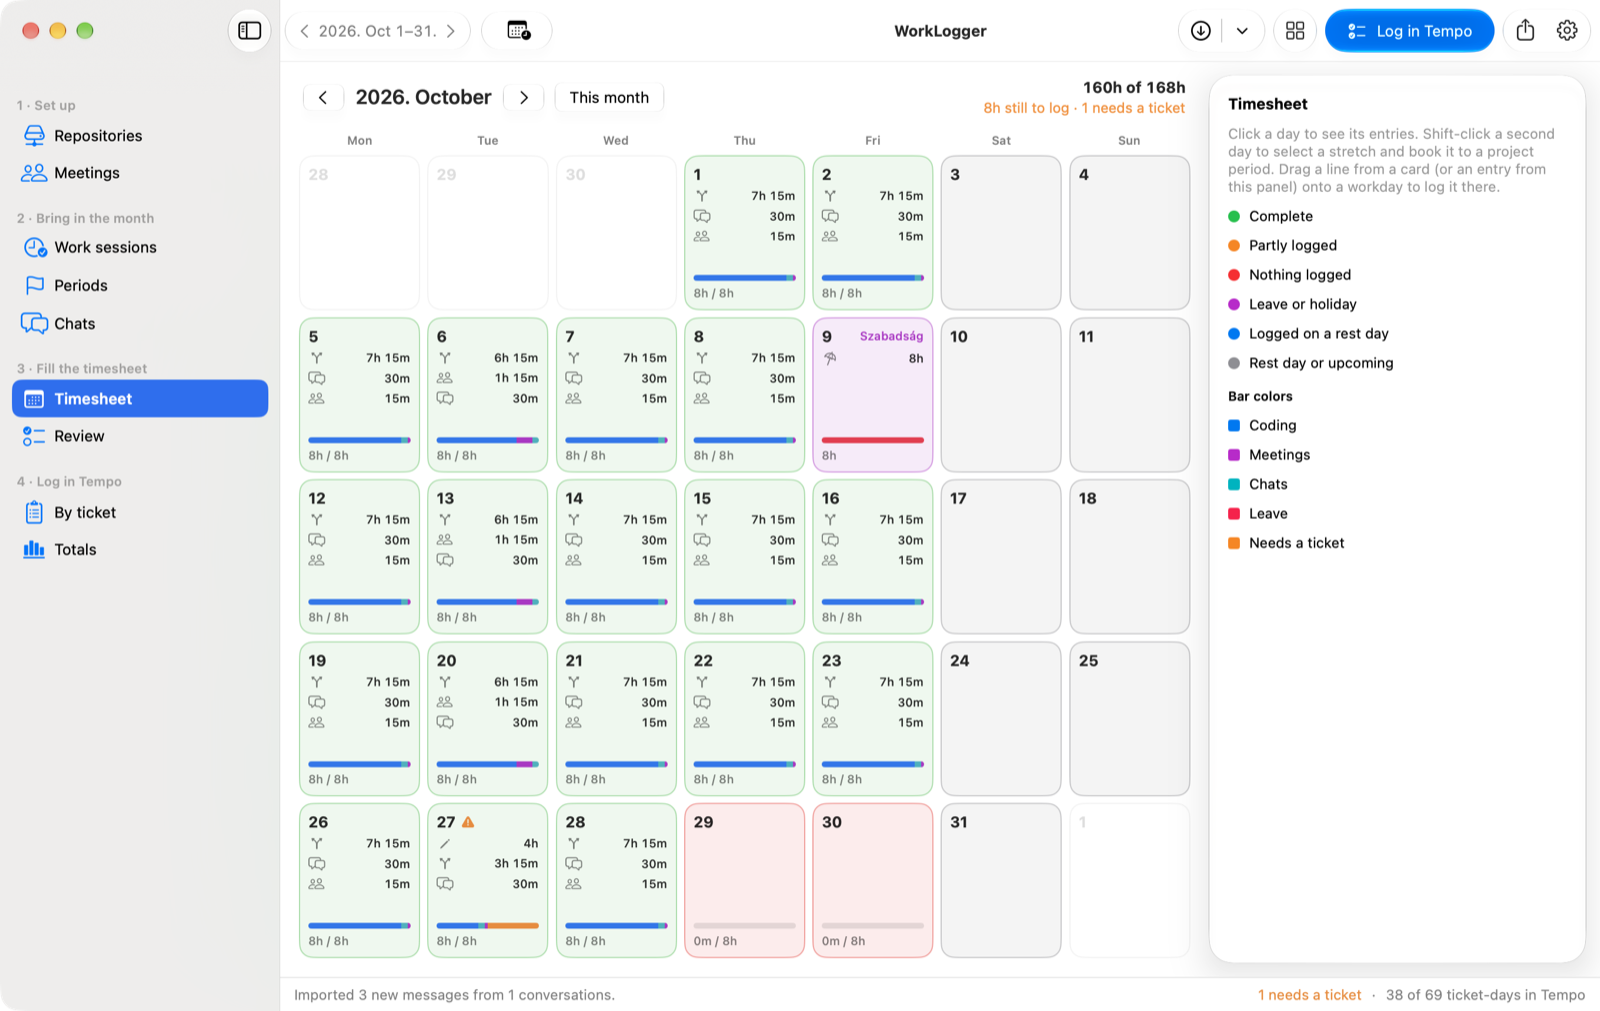 2026. Oct 1–31.
WorkLogger
Log in Tempo
1 · Set up
Repositories
Meetings
2 · Bring in the month
Work sessions
Periods
Chats
3 · Fill the timesheet
Timesheet
Review
4 · Log in Tempo
By ticket
Totals
2026. October
This month
160h of 168h
8h still to log · 1 needs a ticket
Mon Tue Wed Thu Fri Sat Sun
28 29 30 1 2 3 4
7h 15m 7h 15m
30m 30m
15m 15m
8h / 8h 8h / 8h
5 6 7 8 9 Szabadság 10 11
7h 15m 6h 15m 7h 15m 7h 15m 8h
30m 1h 15m 30m 30m
15m 30m 15m 15m
8h / 8h 8h / 8h 8h / 8h 8h / 8h 8h
12 13 14 15 16 17 18
7h 15m 6h 15m 7h 15m 7h 15m 7h 15m
30m 1h 15m 30m 30m 30m
15m 30m 15m 15m 15m
8h / 8h 8h / 8h 8h / 8h 8h / 8h 8h / 8h
19 20 21 22 23 24 25
7h 15m 6h 15m 7h 15m 7h 15m 7h 15m
30m 1h 15m 30m 30m 30m
15m 30m 15m 15m 15m
8h / 8h 8h / 8h 8h / 8h 8h / 8h 8h / 8h
26 27 28 29 30 31 1
7h 15m 4h 7h 15m
30m 3h 15m 30m
15m 30m 15m
8h / 8h 8h / 8h 8h / 8h 0m / 8h 0m / 8h
Timesheet
Click a day to see its entries. Shift-click a second
day to select a stretch and book it to a project
period. Drag a line from a card (or an entry from
this panel) onto a workday to log it there.
Complete
Partly logged
Nothing logged
Leave or holiday
Logged on a rest day
Rest day or upcoming
Bar colors
Coding
Meetings
Chats
Leave
Needs a ticket
Imported 3 new messages from 1 conversations.
1 needs a ticket · 38 of 69 ticket-days in Tempo